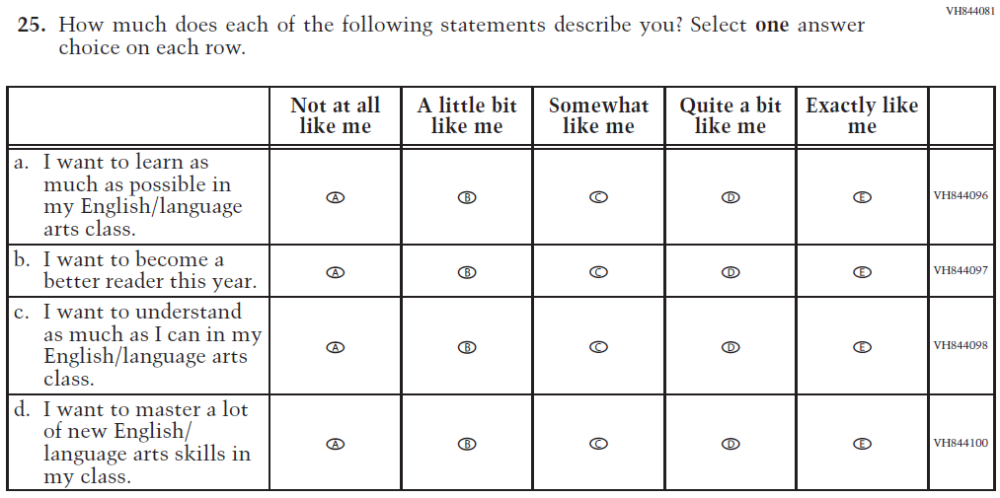 VH844081
25. How much does each of the following statements describe you? Select one answer
choice on each row.
Not at all
like me
A little bit
like me
Somewhat
like me
Quite a bit
like me
Exactly like
me
a. I want to learn as
much as possible in
my English/language
arts class.
A B C D E VH844096
b. I want to become a
better reader this year.
A B C D E VH844097
c. I want to understand
as much as I can in my
English/language arts
class.
A B C D E VH844098
d. I want to master a lot
of new English/
language arts skills in
my class.
A B C D E VH844100